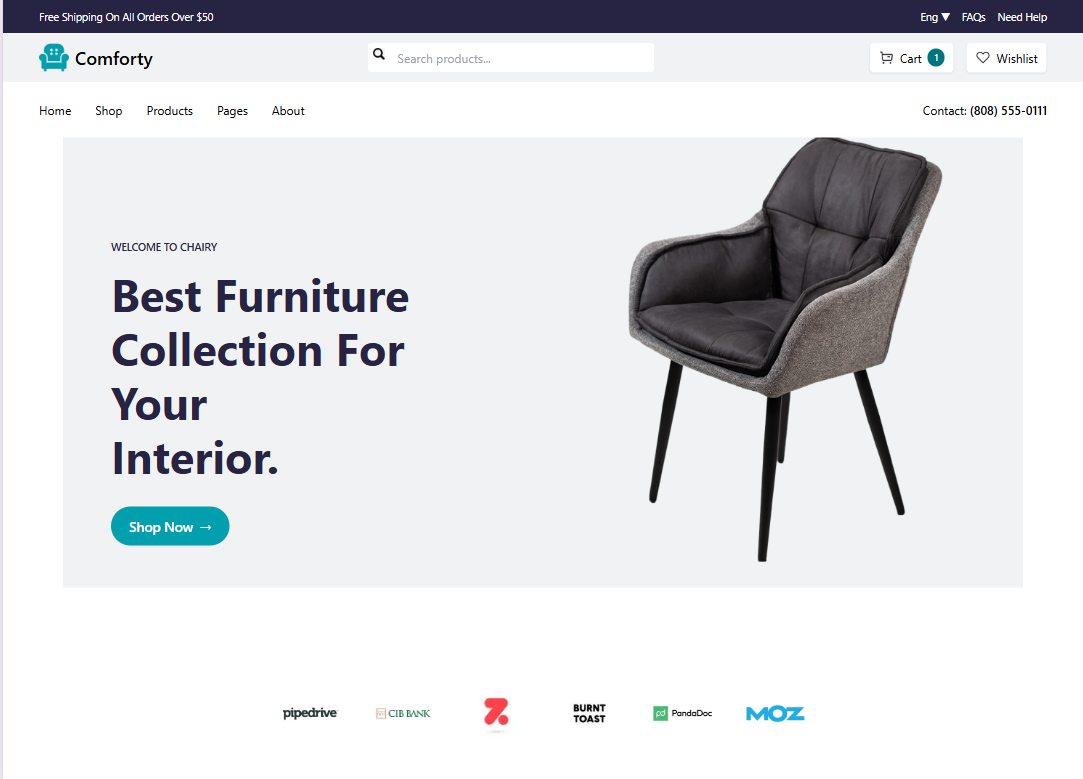 Free Shipping On All Orders Over $50
Eng ▼ FAQs Need Help
Comforty
Search products...
Cart 1
Wishlist
Home Shop Products Pages About
Contact: (808) 555-0111
WELCOME TO CHAIRY
Best Furniture
Collection For
Your
Interior.
Shop Now →
pipedrive
CIB BANK
BURNT
TOAST
pd PandaDoc
MOZ